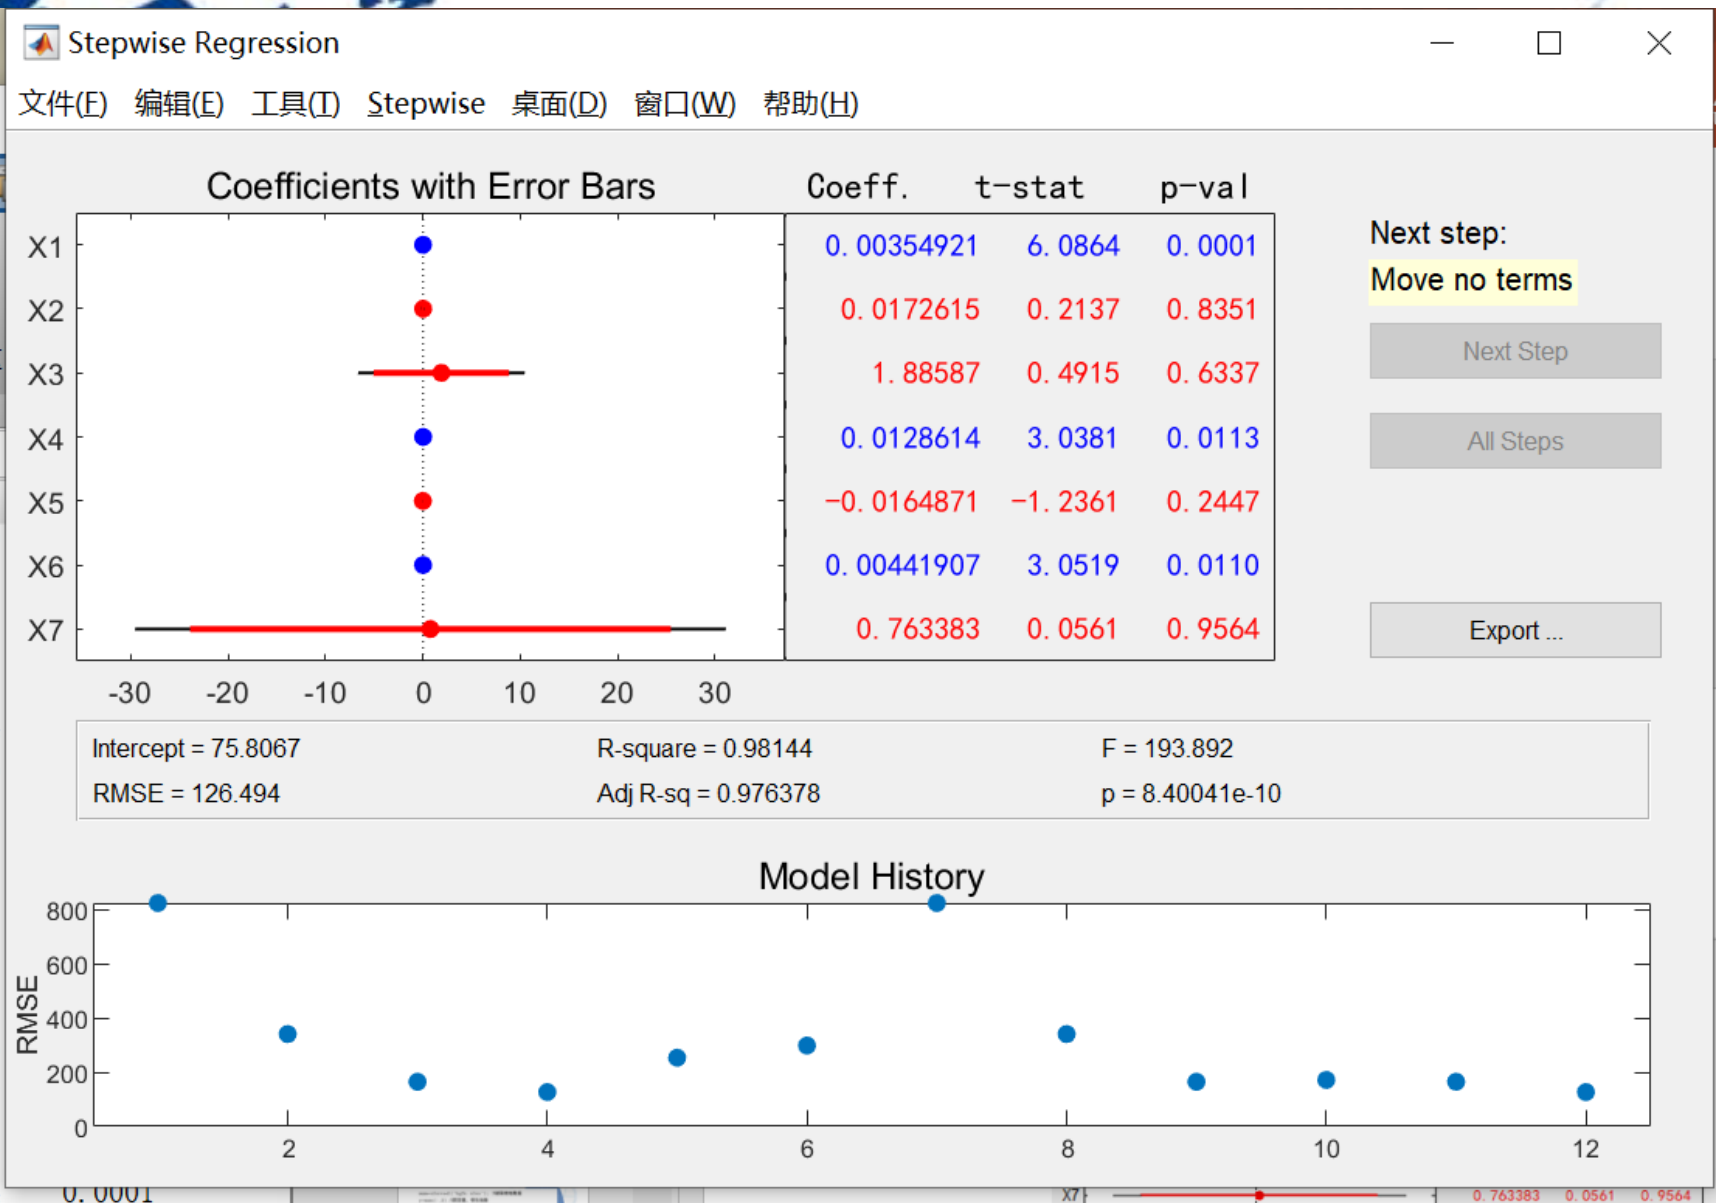 Stepwise Regression
文件(F) 编辑(E) 工具(T) Stepwise 桌面(D) 窗口(W) 帮助(H)
Coefficients with Error Bars Coeff. t-stat p-val
X1 0.00354921 6.0864 0.0001
X2 0.0172615 0.2137 0.8351
X3 1.88587 0.4915 0.6337
X4 0.0128614 3.0381 0.0113
X5 -0.0164871 -1.2361 0.2447
X6 0.00441907 3.0519 0.0110
X7 0.763383 0.0561 0.9564
-30 -20 -10 0 10 20 30
Next step:
Move no terms
Next Step
All Steps
Export ...
Intercept = 75.8067 R-square = 0.98144 F = 193.892
RMSE = 126.494 Adj R-sq = 0.976378 p = 8.40041e-10
Model History
RMSE
800
600
400
200
0
2 4 6 8 10 12
0.0001
X7 0.763383 0.0561 0.9564